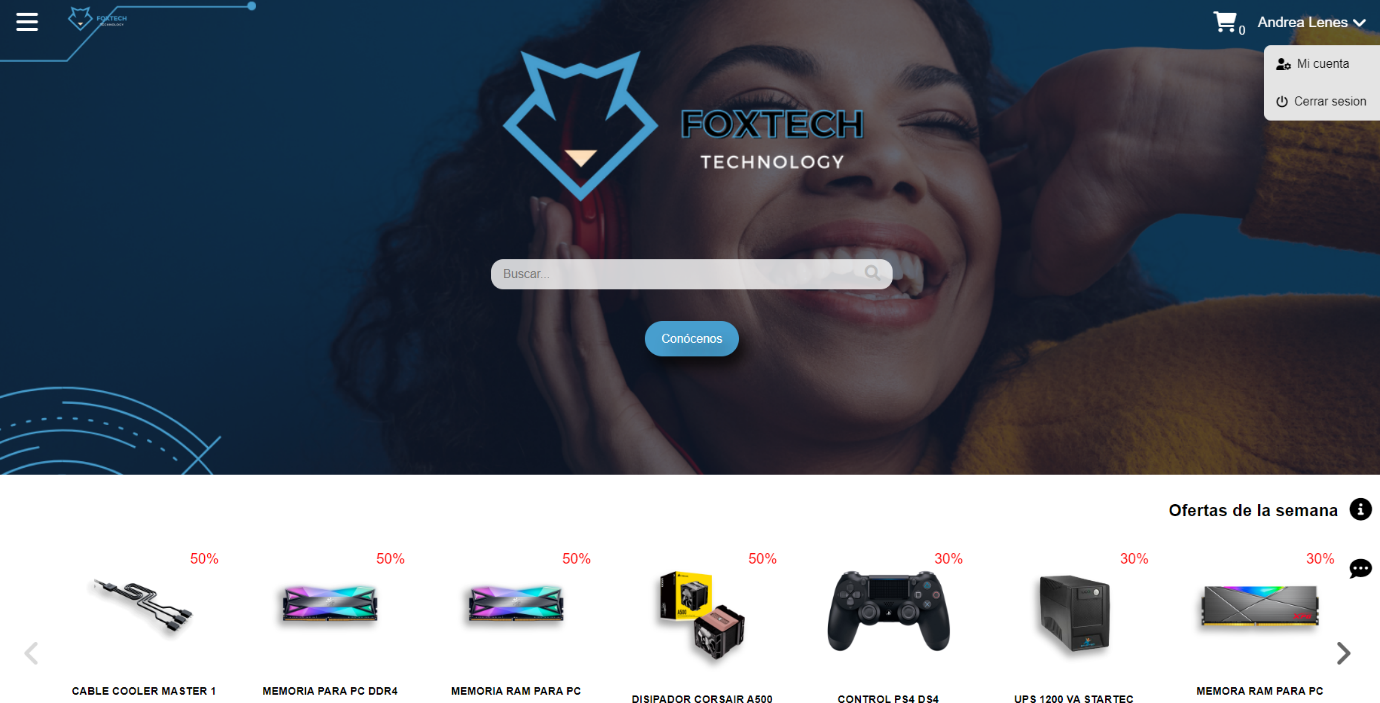 FOXTECH
TECHNOLOGY
0
Andrea Lenes
Mi cuenta
Cerrar sesion
FOXTECH
TECHNOLOGY
Buscar...
Conócenos
Ofertas de la semana
50%
50%
50%
50%
30%
30%
30%
CABLE COOLER MASTER 1
MEMORIA PARA PC DDR4
MEMORIA RAM PARA PC
DISIPADOR CORSAIR A500
CONTROL PS4 DS4
UPS 1200 VA STARTEC
MEMORA RAM PARA PC